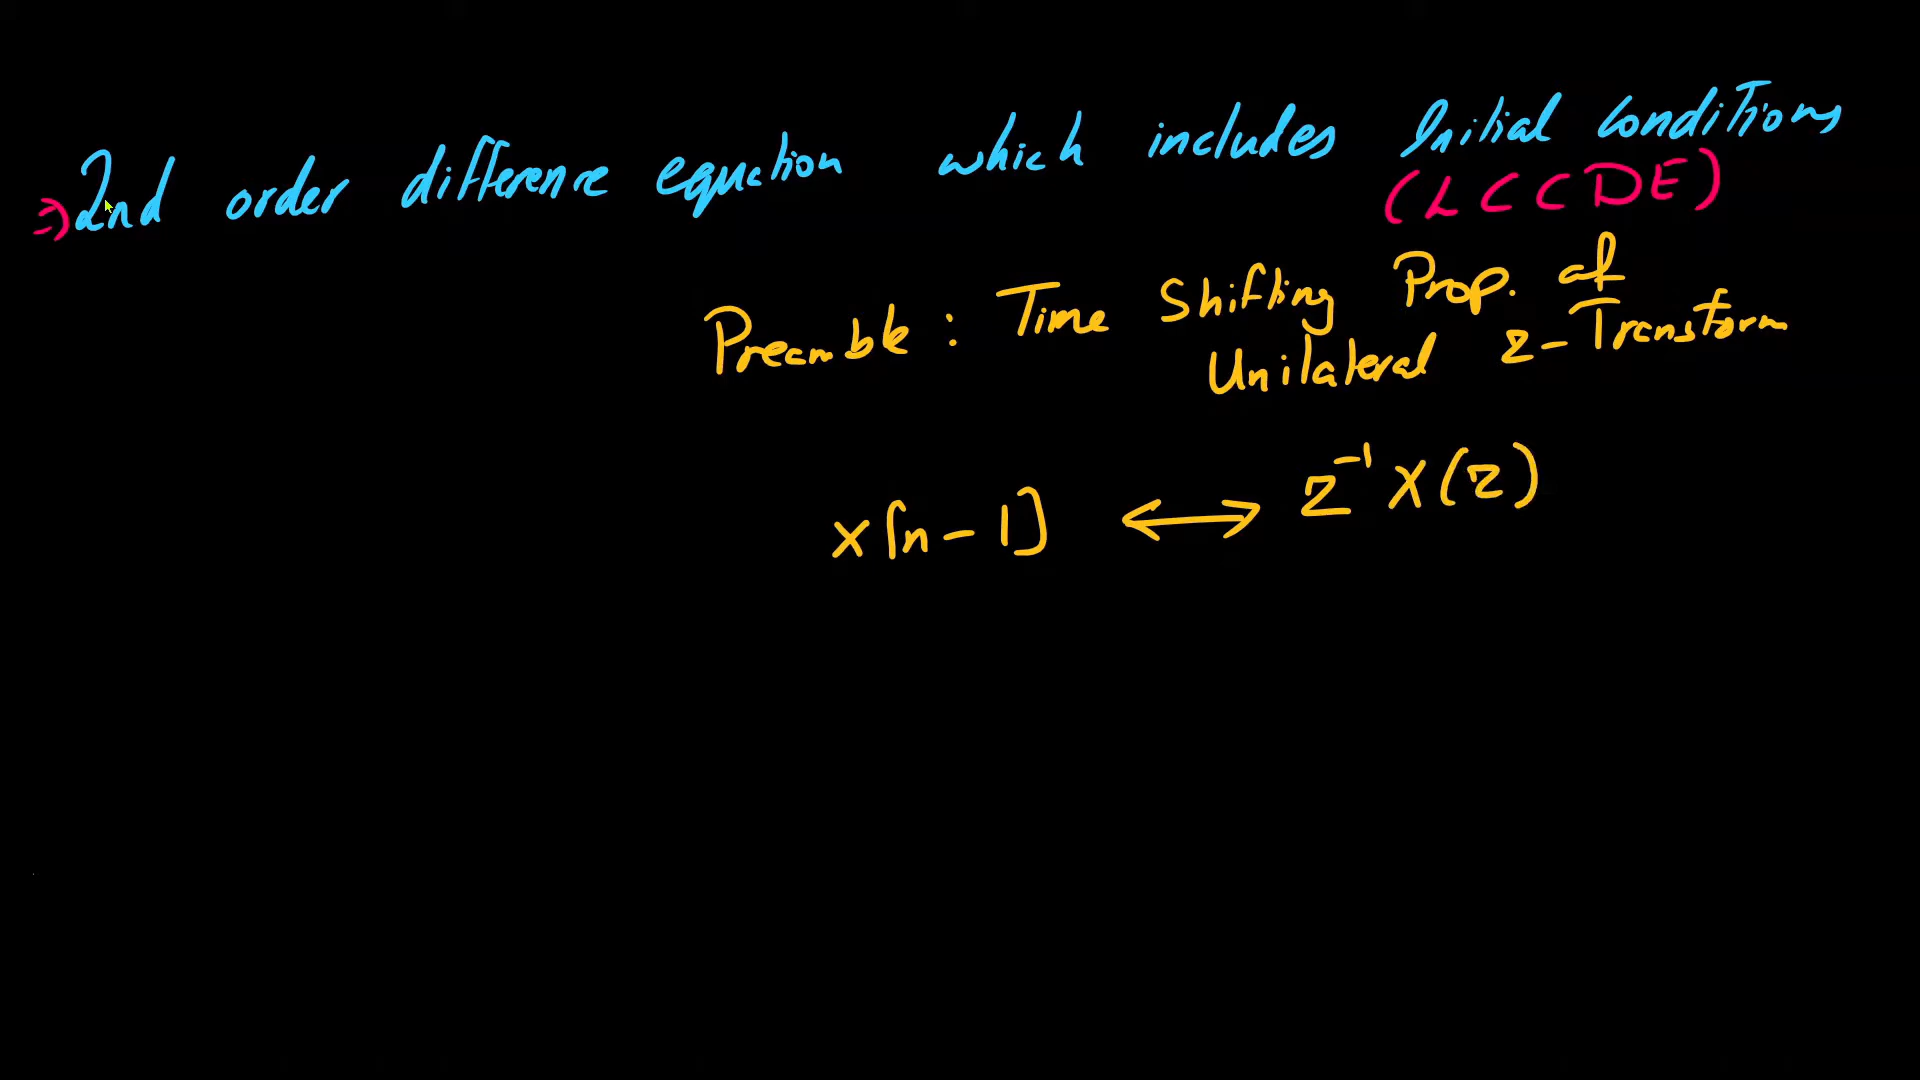 => 2nd order difference equation which includes Initial Conditions
(LCCDE)
Preamble : Time Shifting Prop. of
Unilateral z-Transform
x[n-1] ⟷ z⁻¹ X(z)